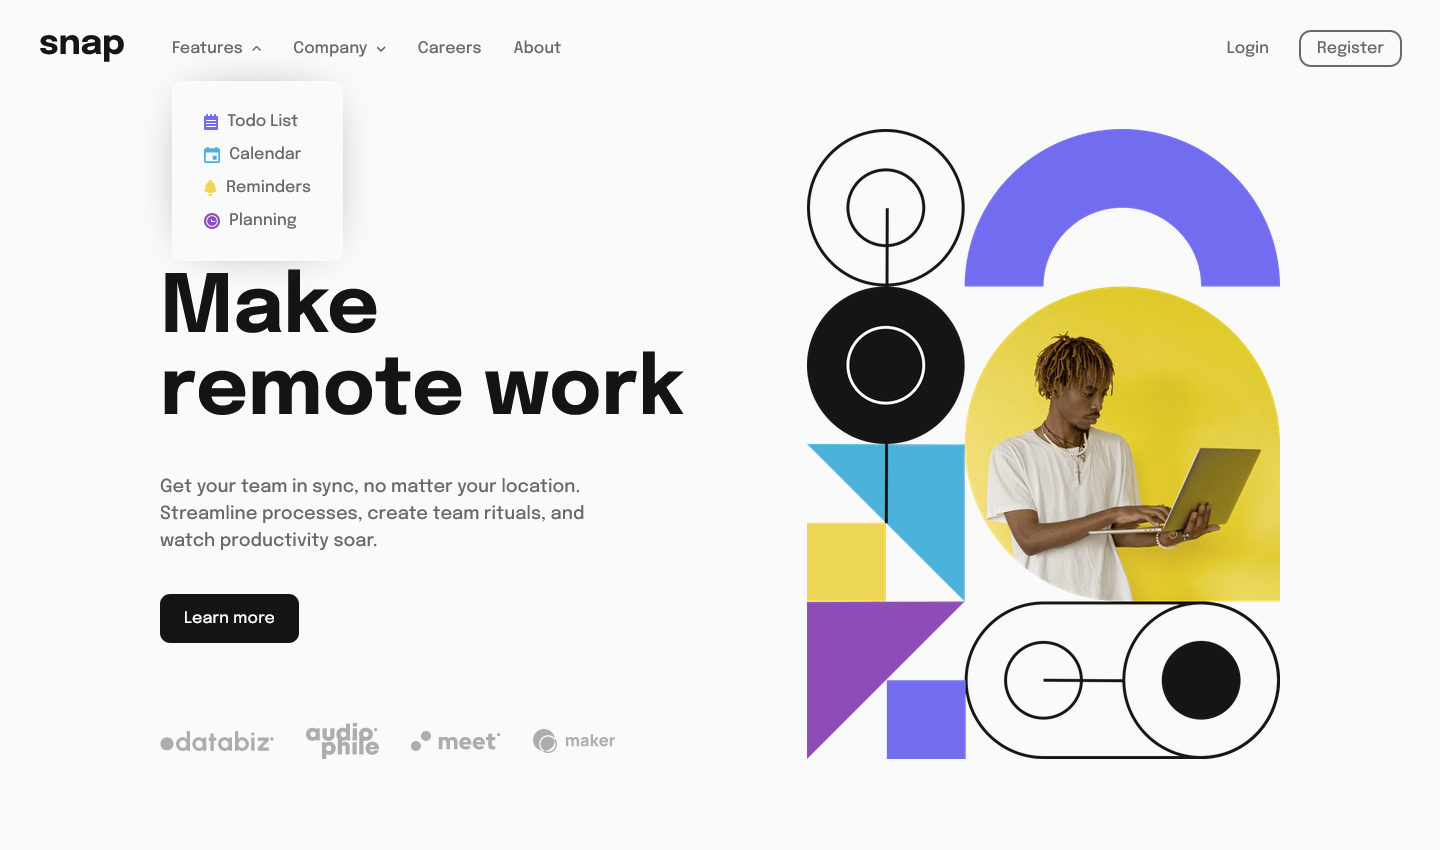 snap
Features
Company
Careers
About
Login
Register
Todo List
Calendar
Reminders
Planning
Make
remote work
Get your team in sync, no matter your location.
Streamline processes, create team rituals, and
watch productivity soar.
Learn more
databiz
audio
phile
meet
maker